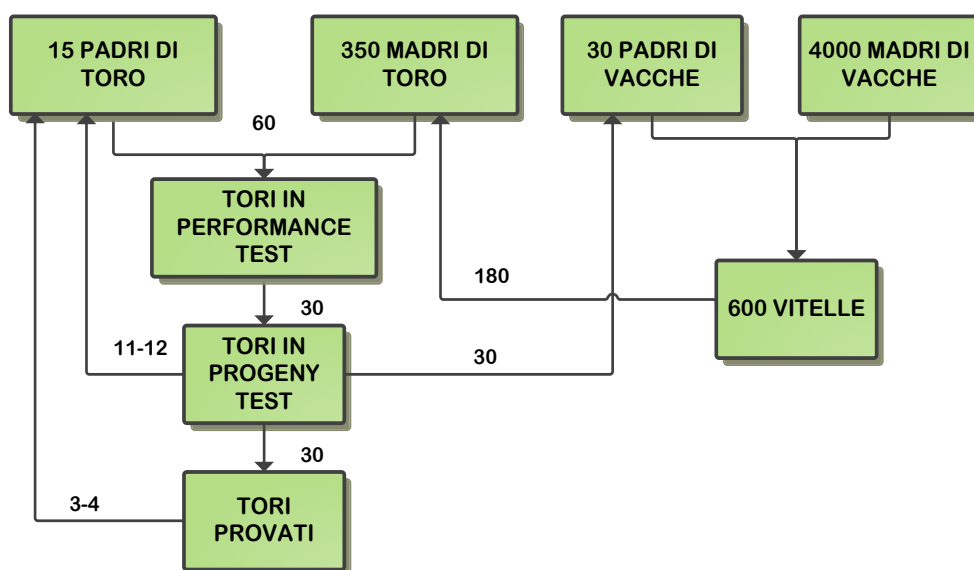 15 PADRI DI
TORO
350 MADRI DI
TORO
30 PADRI DI
VACCHE
4000 MADRI DI
VACCHE
60
TORI IN
PERFORMANCE
TEST
180
600 VITELLE
30
11-12
TORI IN
PROGENY
TEST
30
30
3-4
TORI
PROVATI